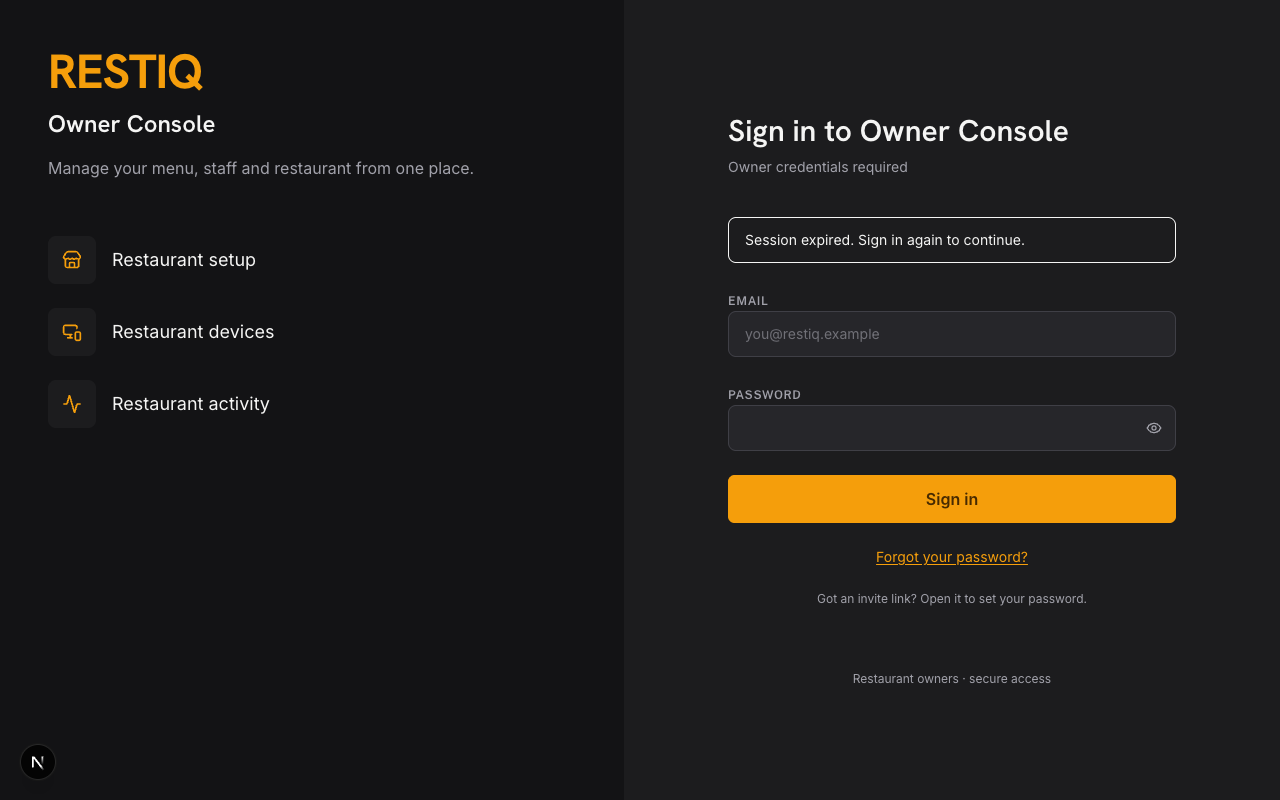 RESTIQ
Owner Console
Manage your menu, staff and restaurant from one place.
Restaurant setup
Restaurant devices
Restaurant activity
Sign in to Owner Console
Owner credentials required
Session expired. Sign in again to continue.
EMAIL
you@restiq.example
PASSWORD
Sign in
Forgot your password?
Got an invite link? Open it to set your password.
Restaurant owners · secure access
N